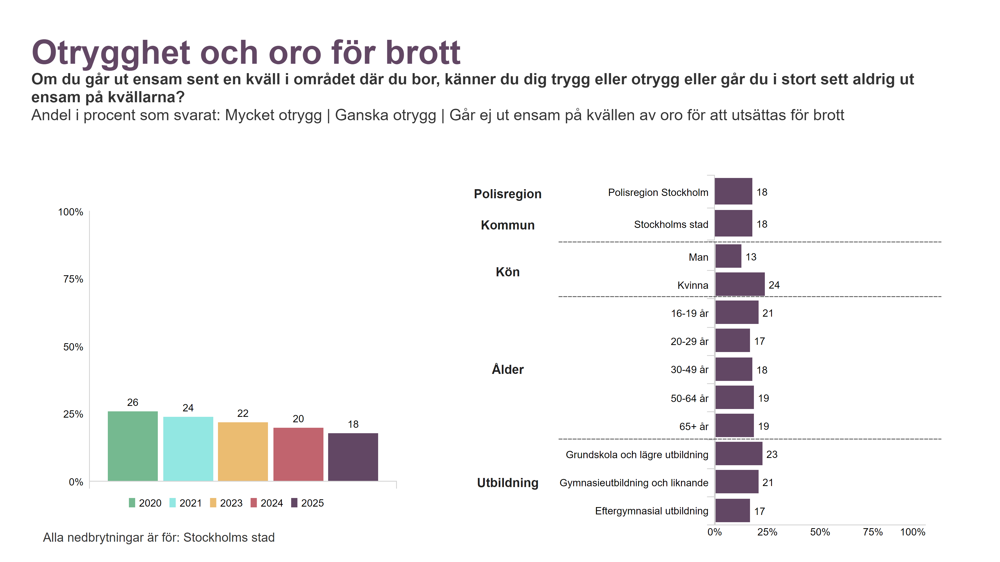 Otrygghet och oro för brott
Om du går ut ensam sent en kväll i området där du bor, känner du dig trygg eller otrygg eller går du i stort sett aldrig ut
ensam på kvällarna?
Andel i procent som svarat: Mycket otrygg | Ganska otrygg | Går ej ut ensam på kvällen av oro för att utsättas för brott
100%
75%
50%
25%
0%
26
24
22
20
18
2020 2021 2023 2024 2025
Alla nedbrytningar är för: Stockholms stad
Polisregion
Polisregion Stockholm 18
Kommun
Stockholms stad 18
Kön
Man 13
Kvinna 24
Ålder
16-19 år 21
20-29 år 17
30-49 år 18
50-64 år 19
65+ år 19
Utbildning
Grundskola och lägre utbildning 23
Gymnasieutbildning och liknande 21
Eftergymnasial utbildning 17
0% 25% 50% 75% 100%